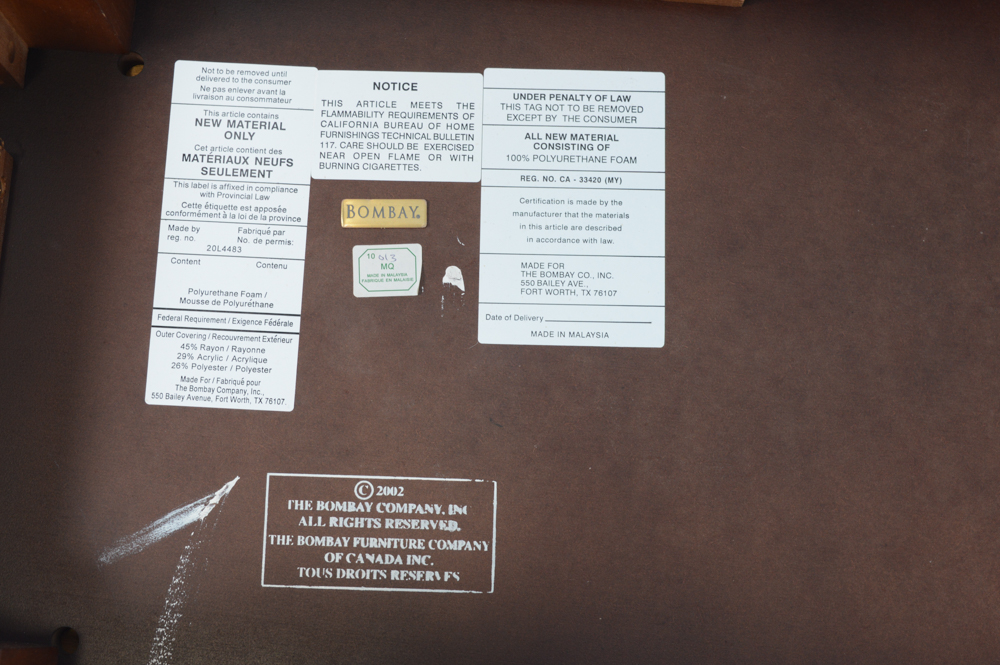 Not to be removed until
delivered to the consumer
Ne pas enlever avant la
livraison au consommateur
This article contains
NEW MATERIAL
ONLY
Cet article contient des
MATÉRIAUX NEUFS
SEULEMENT
This label is affixed in compliance
with Provincial Law
Cette étiquette est apposée
conformément à la loi de la province
Made by
reg. no.
Fabriqué par
No. de permis:
20L4483
Content Contenu
Polyurethane Foam /
Mousse de Polyuréthane
Federal Requirement / Exigence Fédérale
Outer Covering / Recouvrement Extérieur
45% Rayon / Rayonne
29% Acrylic / Acrylique
26% Polyester / Polyester
Made For / Fabriqué pour
The Bombay Company, Inc.,
550 Bailey Avenue, Fort Worth, TX 76107.
NOTICE
THIS ARTICLE MEETS THE
FLAMMABILITY REQUIREMENTS OF
CALIFORNIA BUREAU OF HOME
FURNISHINGS TECHNICAL BULLETIN
117. CARE SHOULD BE EXERCISED
NEAR OPEN FLAME OR WITH
BURNING CIGARETTES.
BOMBAY®
10 013
MQ
MADE IN MALAYSIA
FABRIQUE EN MALAISIE
UNDER PENALTY OF LAW
THIS TAG NOT TO BE REMOVED
EXCEPT BY THE CONSUMER
ALL NEW MATERIAL
CONSISTING OF
100% POLYURETHANE FOAM
REG. NO. CA - 33420 (MY)
Certification is made by the
manufacturer that the materials
in this article are described
in accordance with law.
MADE FOR
THE BOMBAY CO., INC.
550 BAILEY AVE.,
FORT WORTH, TX 76107
Date of Delivery
MADE IN MALAYSIA
© 2002
THE BOMBAY COMPANY, INC
ALL RIGHTS RESERVED.
THE BOMBAY FURNITURE COMPANY
OF CANADA INC.
TOUS DROITS RESERVES